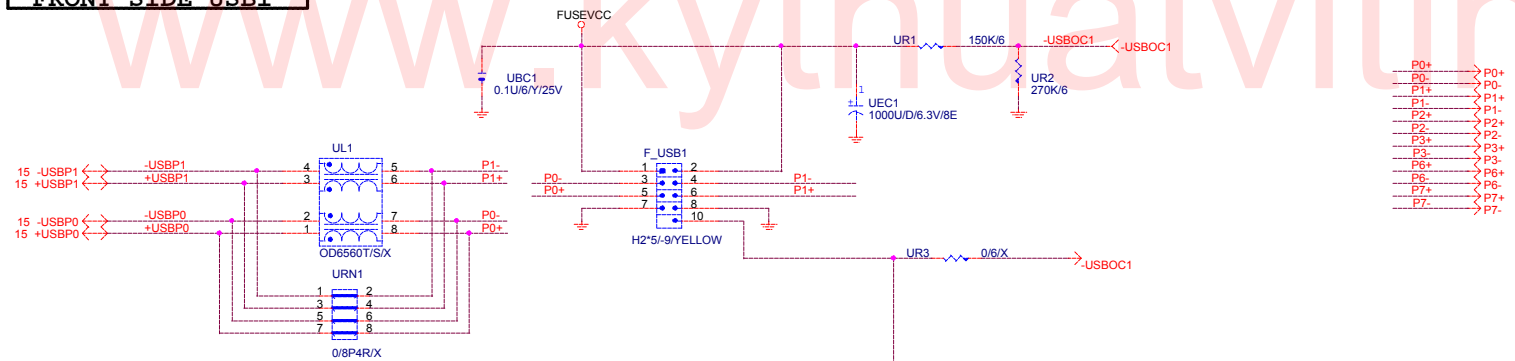 FRONT SIDE USB1
www.kythuatvitin
FUSEVCC
UBC1
0.1U/6/Y/25V
UR1
150K/6
-USBOC1
-USBOC1
UR2
270K/6
1
UEC1
1000U/D/6.3V/8E
UL1
15 -USBP1
-USBP1
4
5
P1-
15 +USBP1
+USBP1
3
6
P1+
15 -USBP0
-USBP0
2
7
P0-
15 +USBP0
+USBP0
1
8
P0+
OD6560T/S/X
URN1
1 2
3 4
5 6
7 8
0/8P4R/X
F_USB1
1 2
P0- 3 4 P1-
P0+ 5 6 P1+
7 8
10
H2*5/-9/YELLOW
UR3
0/6/X
-USBOC1
P0+ P0+
P0- P0-
P1+ P1+
P1- P1-
P2+ P2+
P2- P2-
P3+ P3+
P3- P3-
P6+ P6+
P6- P6-
P7+ P7+
P7- P7-